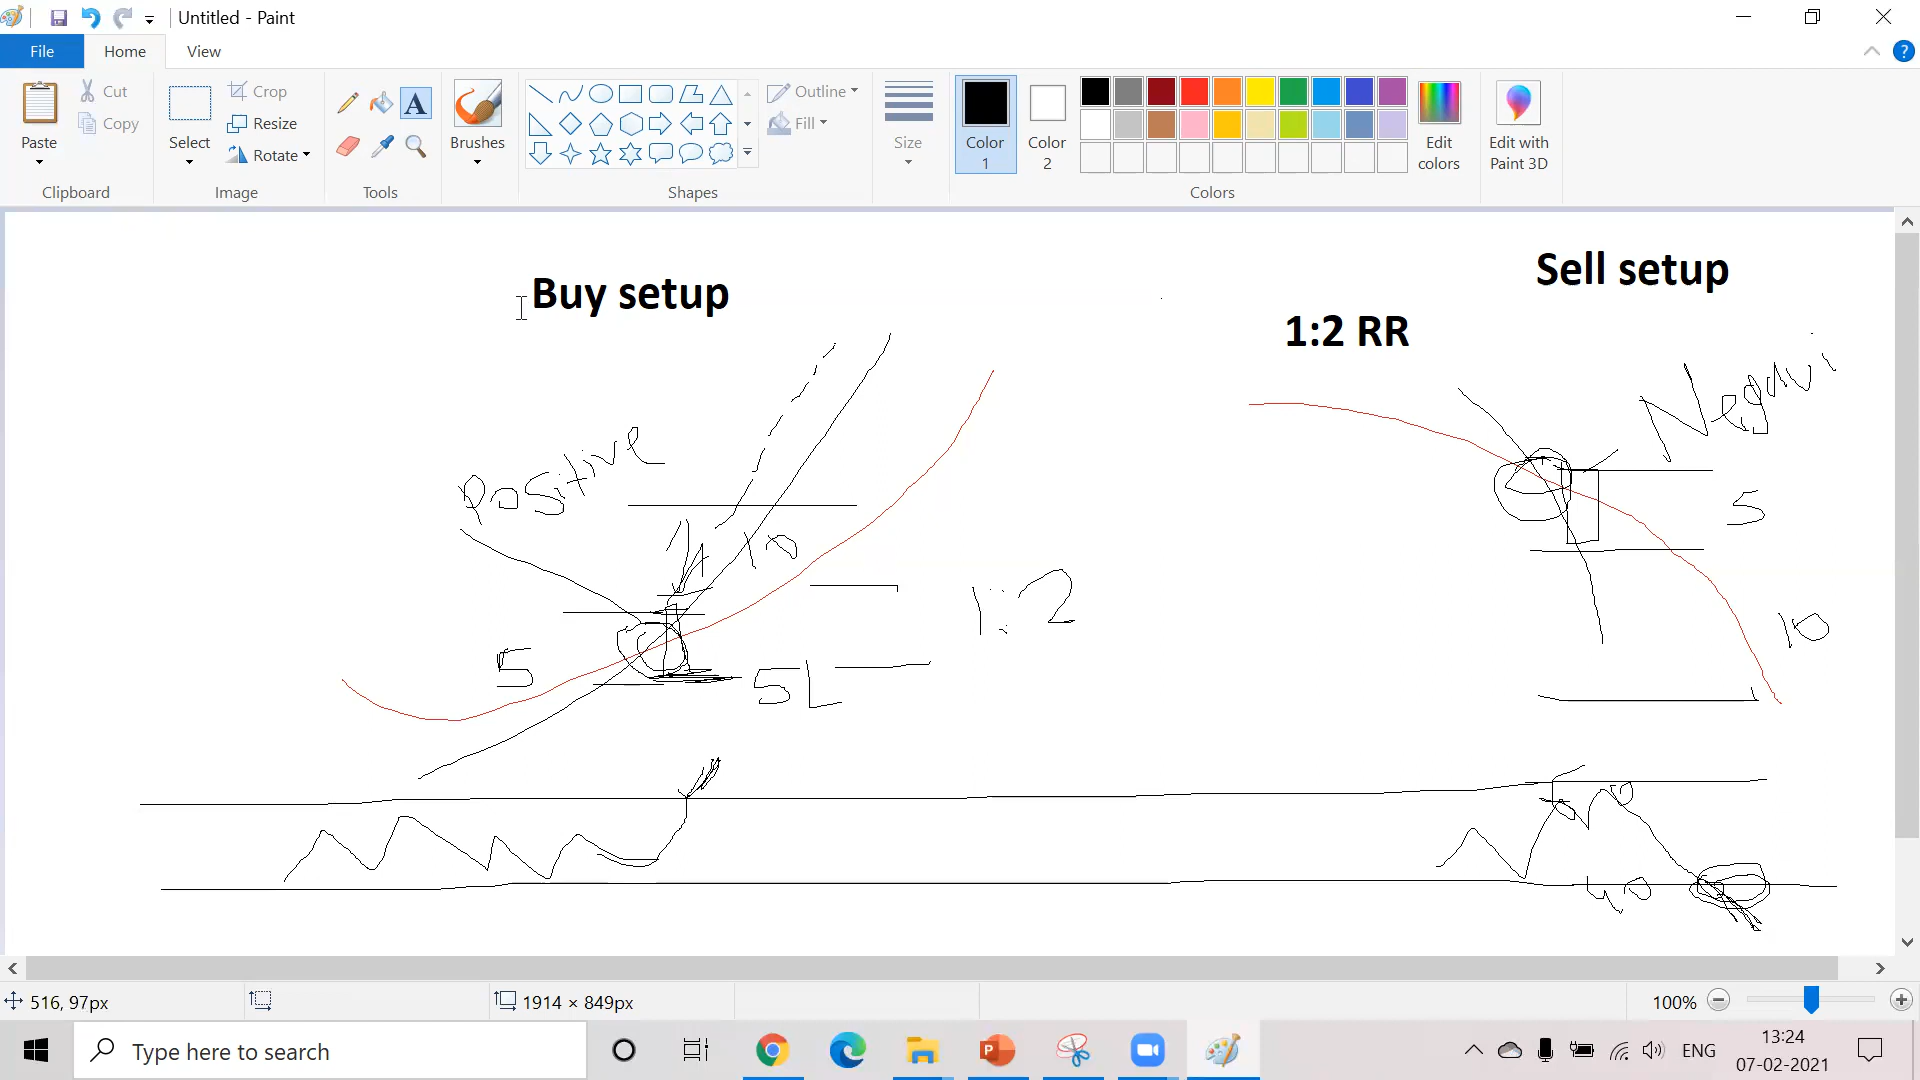 Untitled - Paint
File
Home
View
Paste
Cut
Copy
Clipboard
Select
Crop
Resize
Rotate
Image
Tools
Brushes
Shapes
Outline
Fill
Size
Color 1
Color 2
Colors
Edit colors
Edit with Paint 3D
Buy setup
Sell setup
1:2 RR
Positive
10
1:2
5
SL
5
10
40
516, 97px
1914 × 849px
100%
Type here to search
ENG
13:24
07-02-2021